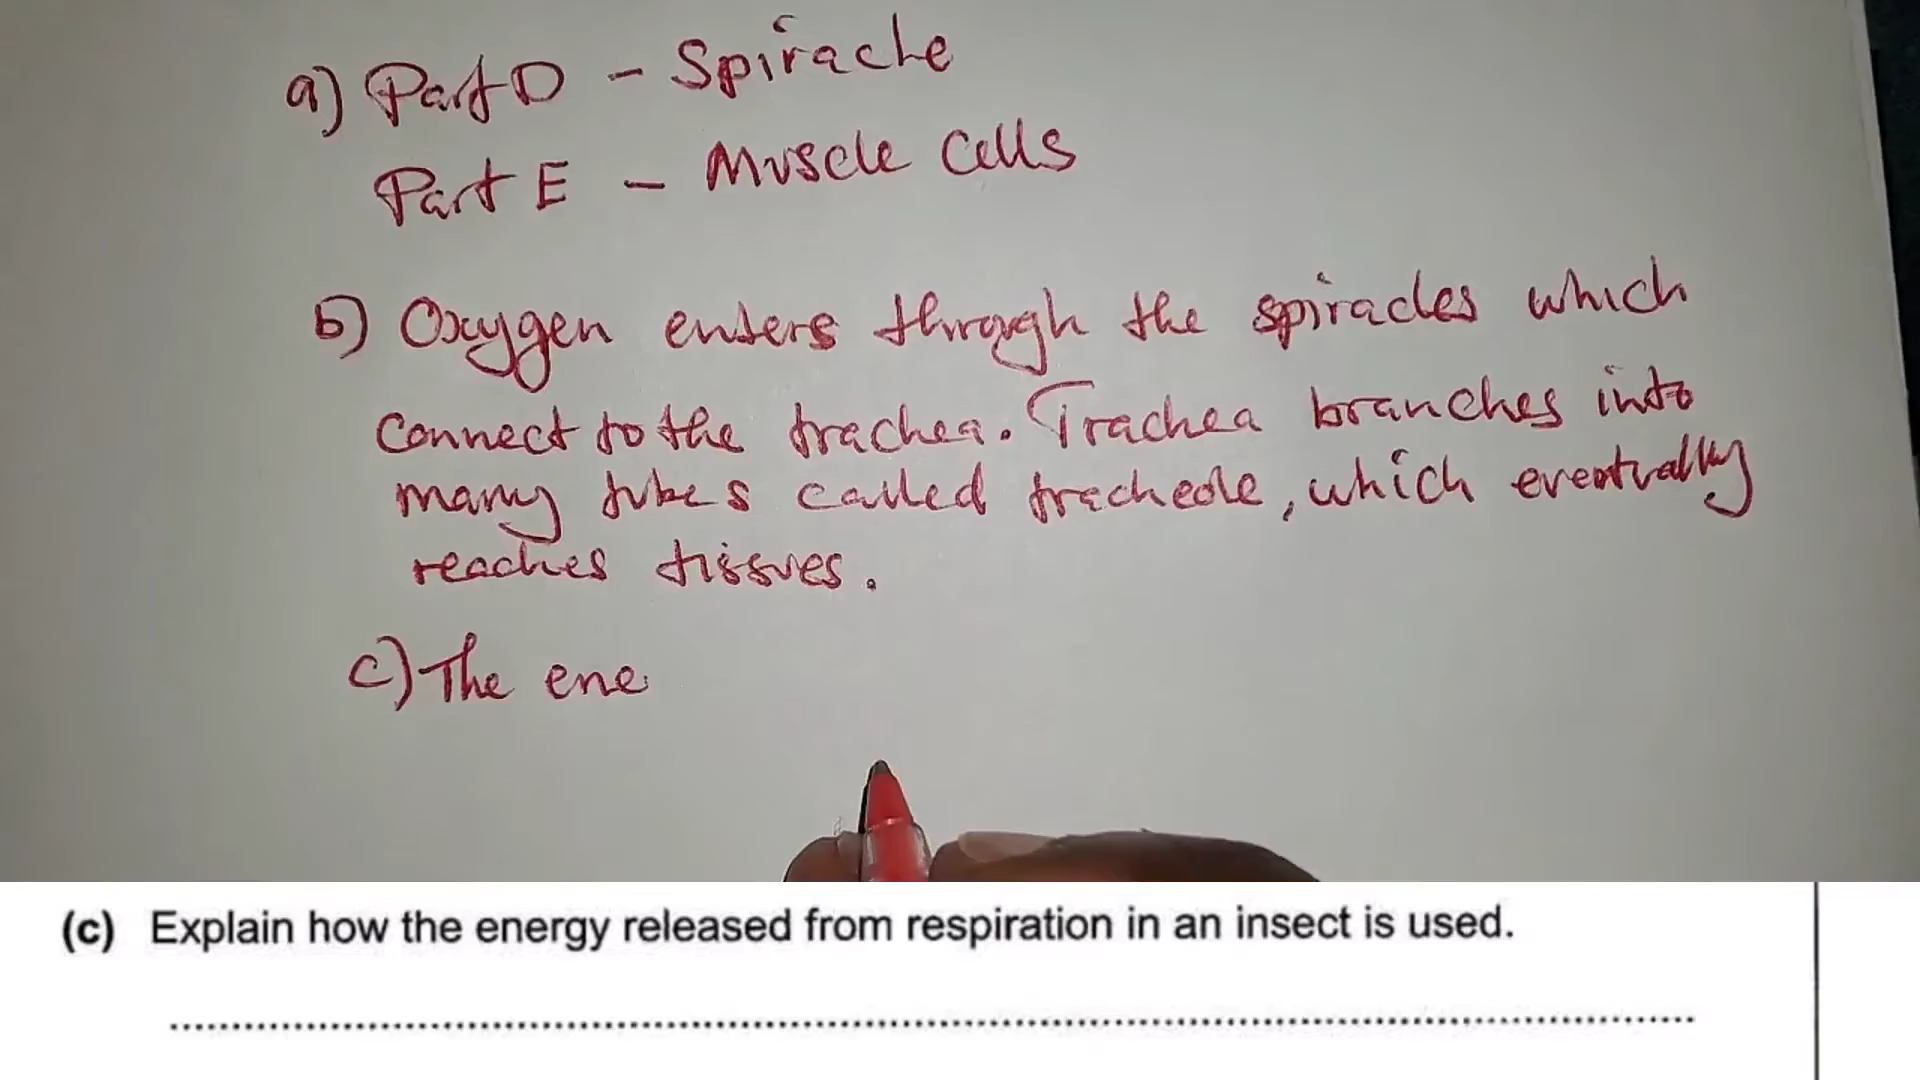 a) Part D - Spiracle
Part E - Muscle Cells
b) Oxygen enters through the spiracles which
connect to the trachea. Trachea branches into
many tubes called tracheole, which eventually
reaches tissues.
c) The ene
(c) Explain how the energy released from respiration in an insect is used.